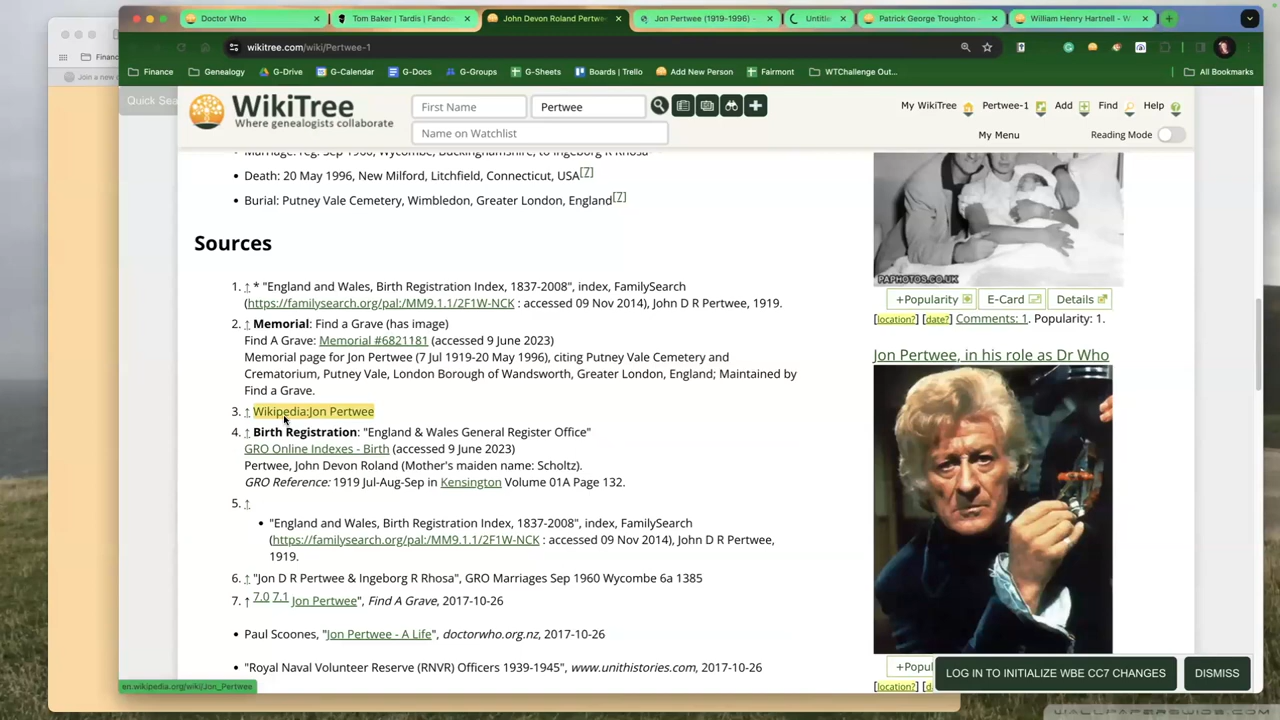 Doctor Who
Tom Baker | Tardis | Fando
John Devon Roland Pertwe
Jon Pertwee (1919-1996) -
Untitle
Patrick George Troughton
William Henry Hartnell - W
wikitree.com/wiki/Pertwee-1
Financ
Finance
Genealogy
G-Drive
G-Calendar
G-Docs
G-Groups
G-Sheets
Boards | Trello
Add New Person
Fairmont
WTChallenge Out...
All Bookmarks
Join a new
Quick Sea
WikiTree
Where genealogists collaborate
First Name
Pertwee
Name on Watchlist
My WikiTree
Pertwee-1
Add
Find
Help
My Menu
Reading Mode
Marriage: reg. Sep 1960, Wycombe, Buckinghamshire, to Ingeborg R Rhosa
Death: 20 May 1996, New Milford, Litchfield, Connecticut, USA[7]
Burial: Putney Vale Cemetery, Wimbledon, Greater London, England[7]
Sources
1. ↑ * "England and Wales, Birth Registration Index, 1837-2008", index, FamilySearch
(https://familysearch.org/pal:/MM9.1.1/2F1W-NCK : accessed 09 Nov 2014), John D R Pertwee, 1919.
2. ↑ Memorial: Find a Grave (has image)
Find A Grave: Memorial #6821181 (accessed 9 June 2023)
Memorial page for Jon Pertwee (7 Jul 1919-20 May 1996), citing Putney Vale Cemetery and
Crematorium, Putney Vale, London Borough of Wandsworth, Greater London, England; Maintained by
Find a Grave.
3. ↑ Wikipedia:Jon Pertwee
4. ↑ Birth Registration: "England & Wales General Register Office"
GRO Online Indexes - Birth (accessed 9 June 2023)
Pertwee, John Devon Roland (Mother's maiden name: Scholtz).
GRO Reference: 1919 Jul-Aug-Sep in Kensington Volume 01A Page 132.
5. ↑
"England and Wales, Birth Registration Index, 1837-2008", index, FamilySearch
(https://familysearch.org/pal:/MM9.1.1/2F1W-NCK : accessed 09 Nov 2014), John D R Pertwee,
1919.
6. ↑ "Jon D R Pertwee & Ingeborg R Rhosa", GRO Marriages Sep 1960 Wycombe 6a 1385
7. ↑ 7.0 7.1 Jon Pertwee", Find A Grave, 2017-10-26
Paul Scoones, "Jon Pertwee - A Life", doctorwho.org.nz, 2017-10-26
"Royal Naval Volunteer Reserve (RNVR) Officers 1939-1945", www.unithistories.com, 2017-10-26
PAPHOTOS.CO.UK
+Popularity
E-Card
Details
[location?] [date?] Comments: 1. Popularity: 1.
Jon Pertwee, in his role as Dr Who
+Popu
[location?] [d
LOG IN TO INITIALIZE WBE CC7 CHANGES
DISMISS
en.wikipedia.org/wiki/Jon_Pertwee